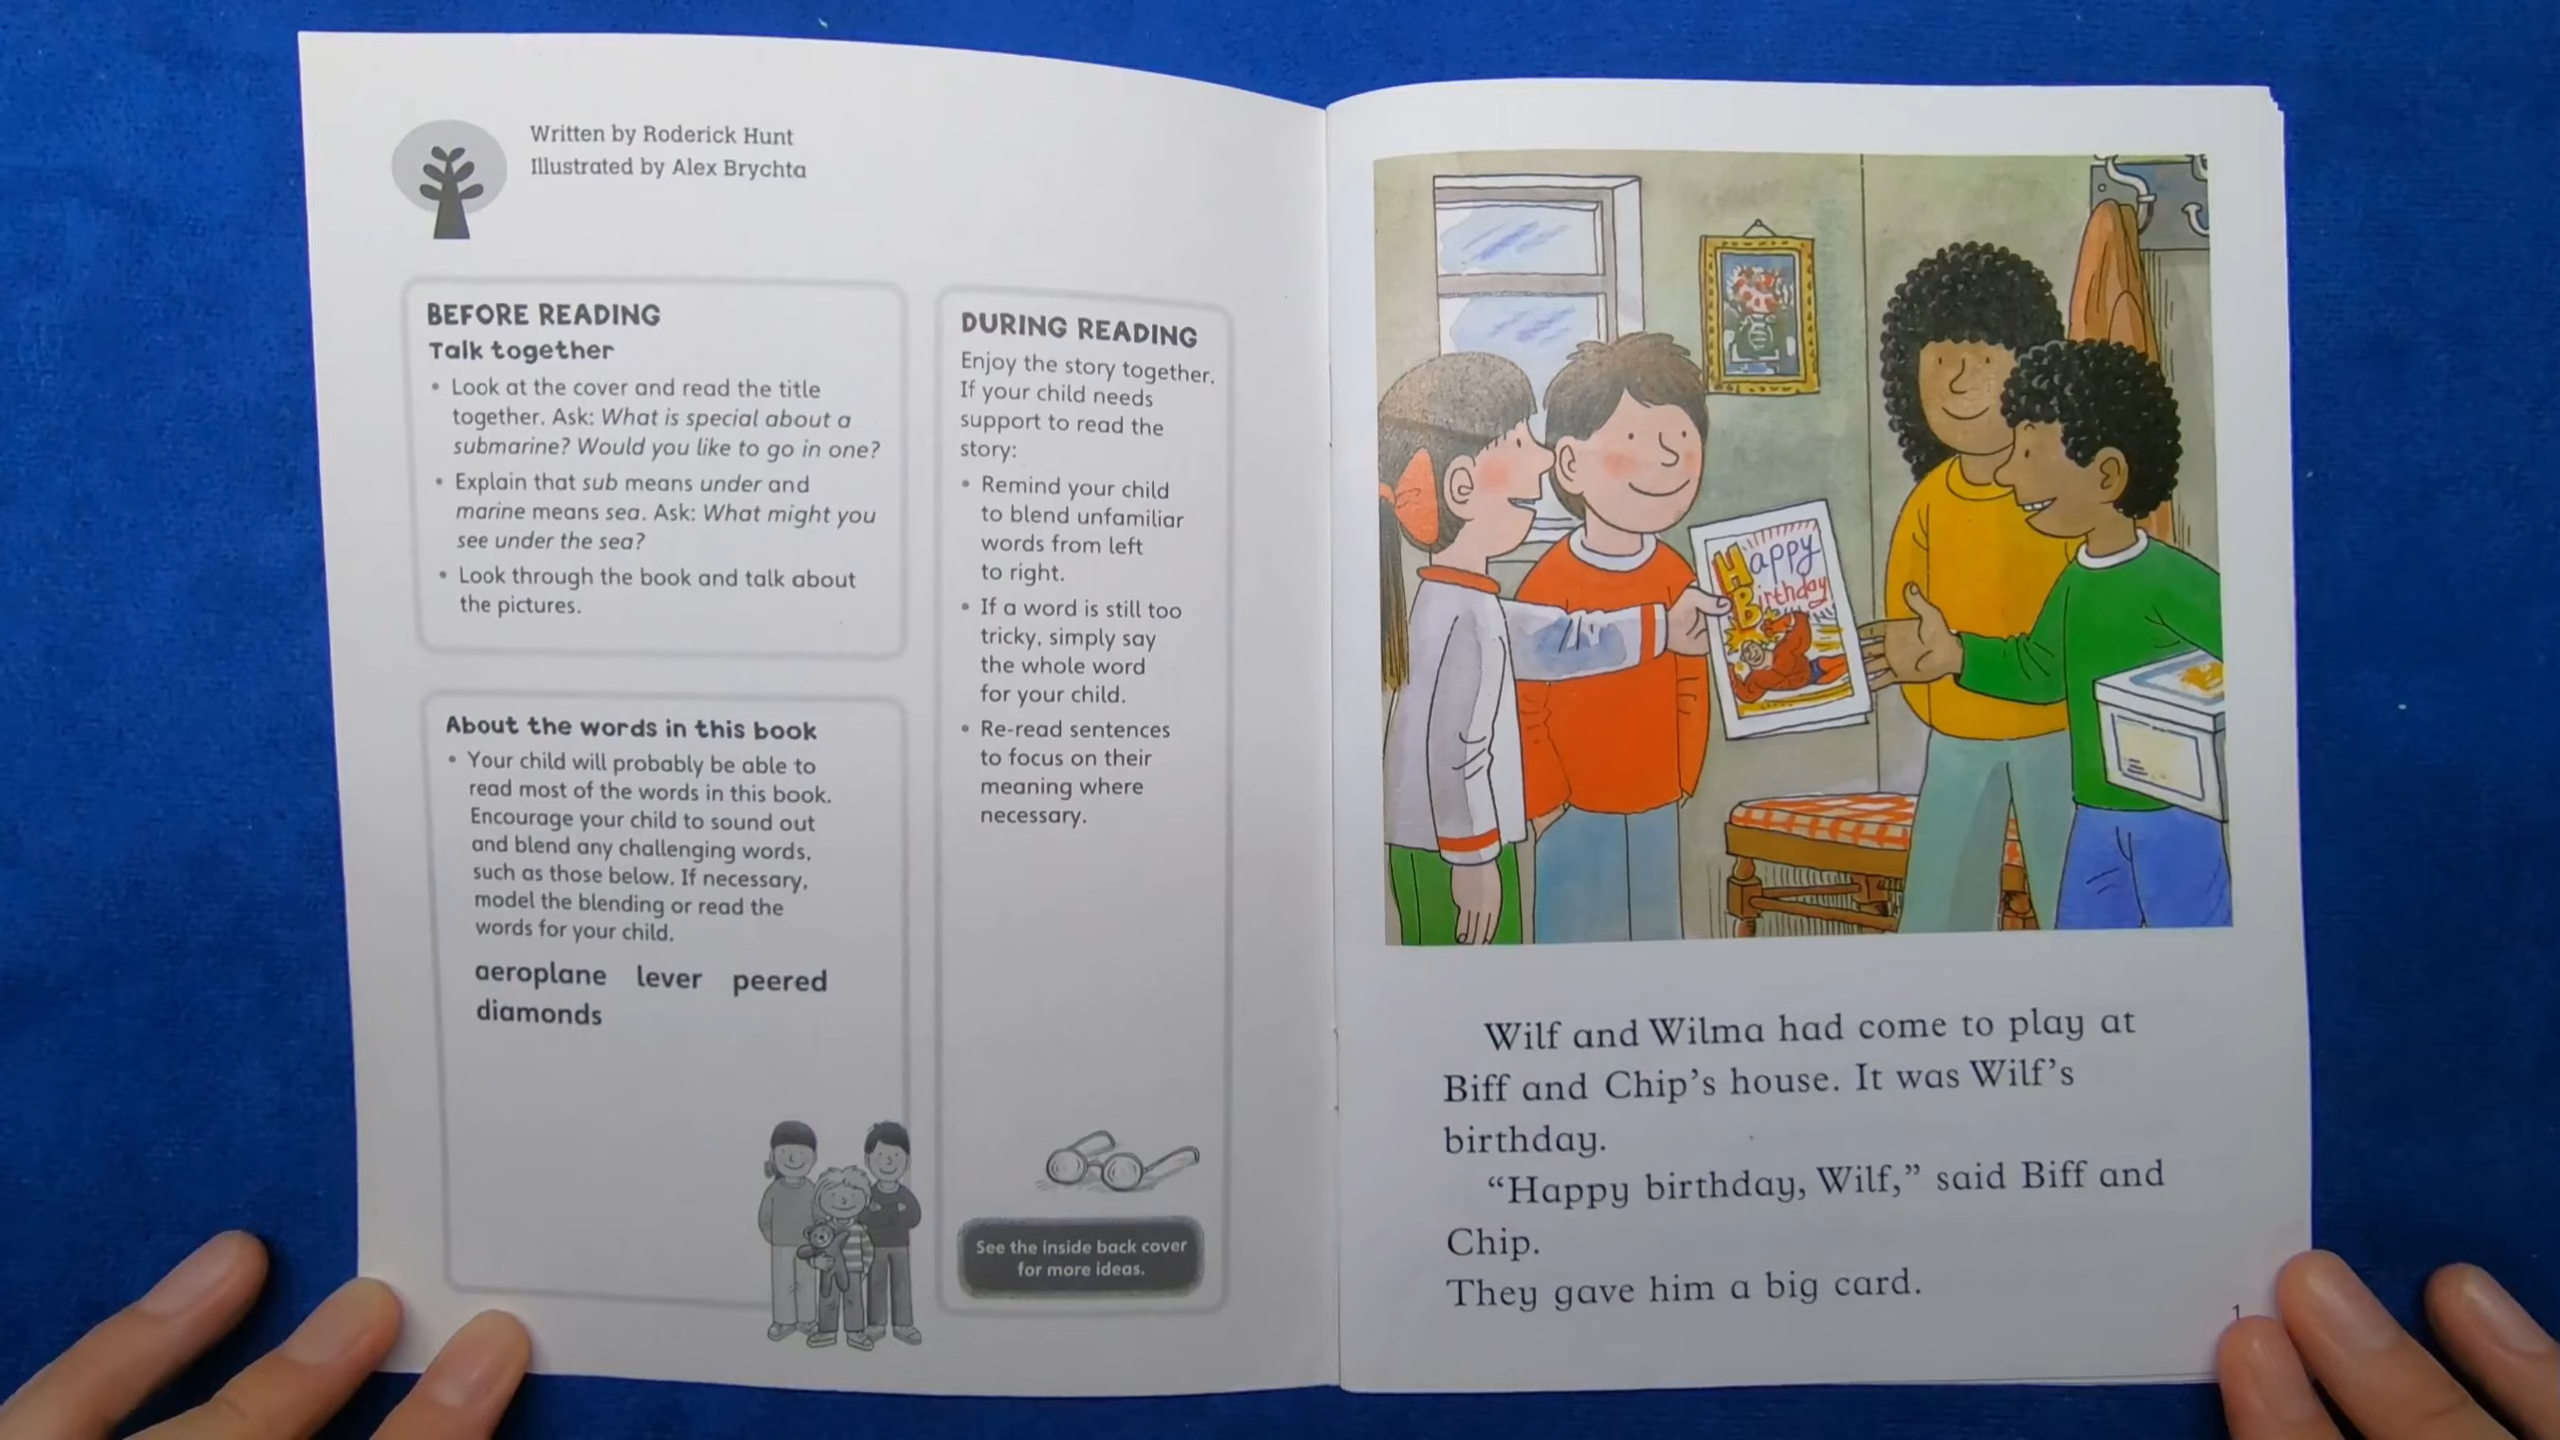 Written by Roderick Hunt
Illustrated by Alex Brychta
BEFORE READING
Talk together
• Look at the cover and read the title
together. Ask: What is special about a
submarine? Would you like to go in one?
• Explain that sub means under and
marine means sea. Ask: What might you
see under the sea?
• Look through the book and talk about
the pictures.
About the words in this book
• Your child will probably be able to
read most of the words in this book.
Encourage your child to sound out
and blend any challenging words,
such as those below. If necessary,
model the blending or read the
words for your child.
aeroplane lever peered
diamonds
DURING READING
Enjoy the story together.
If your child needs
support to read the
story:
• Remind your child
to blend unfamiliar
words from left
to right.
• If a word is still too
tricky, simply say
the whole word
for your child.
• Re-read sentences
to focus on their
meaning where
necessary.
See the inside back cover
for more ideas.
Happy
Birthday
Wilf and Wilma had come to play at
Biff and Chip’s house. It was Wilf’s
birthday.
“Happy birthday, Wilf,” said Biff and
Chip.
They gave him a big card.
1